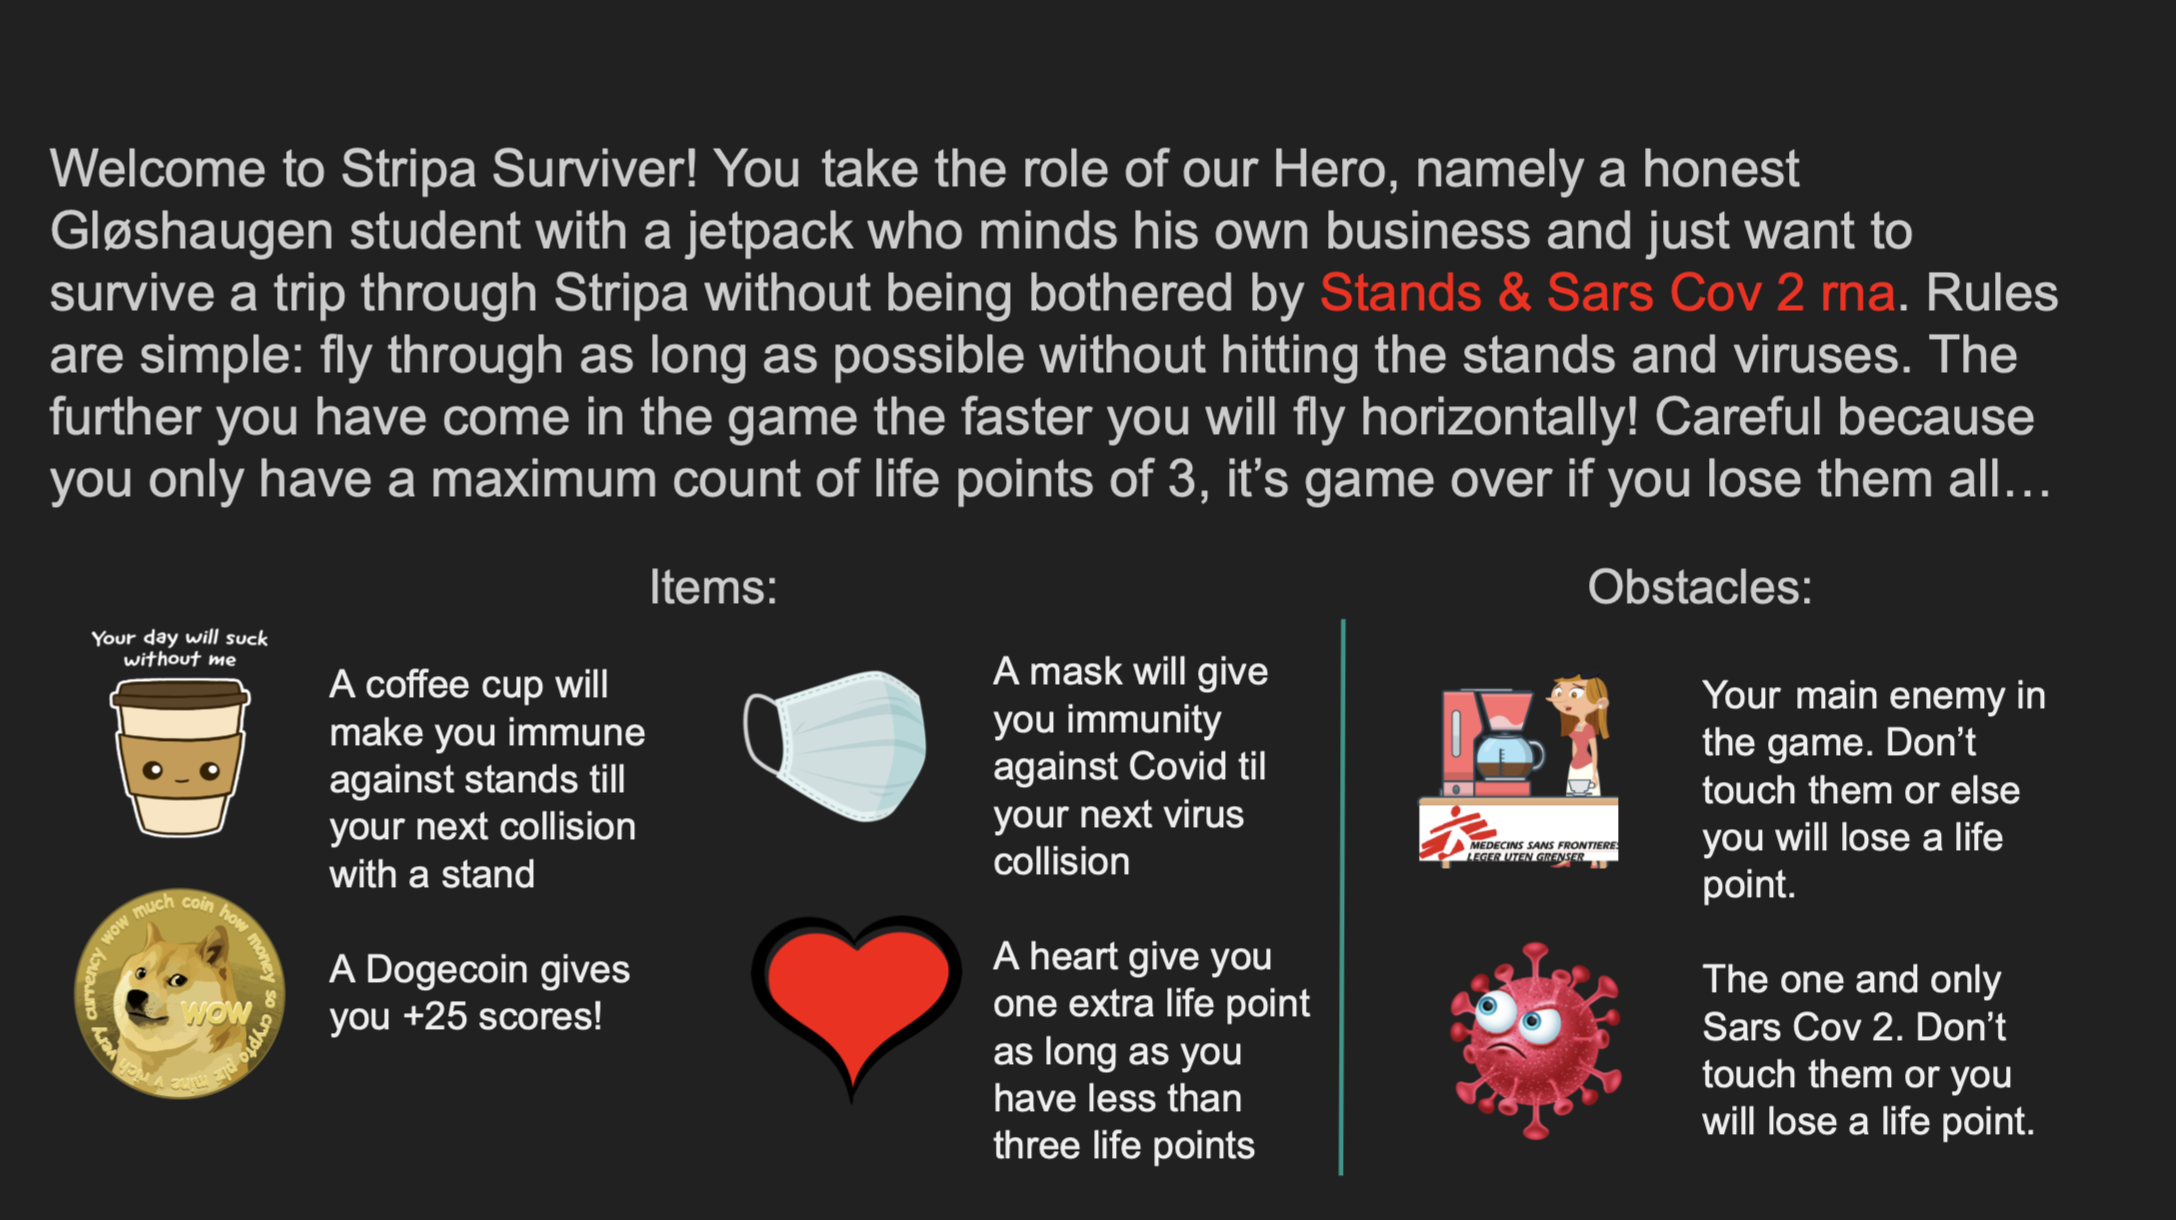 Welcome to Stripa Surviver! You take the role of our Hero, namely a honest
Gløshaugen student with a jetpack who minds his own business and just want to
survive a trip through Stripa without being bothered by Stands & Sars Cov 2 rna. Rules
are simple: fly through as long as possible without hitting the stands and viruses. The
further you have come in the game the faster you will fly horizontally! Careful because
you only have a maximum count of life points of 3, it’s game over if you lose them all…
Items:
Your day will suck
without me
A coffee cup will
make you immune
against stands till
your next collision
with a stand
very currency wow much coin how money so crypto plz mine v rich
WOW
A Dogecoin gives
you +25 scores!
A mask will give
you immunity
against Covid til
your next virus
collision
A heart give you
one extra life point
as long as you
have less than
three life points
Obstacles:
MEDECINS SANS FRONTIERES
LEGER UTEN GRENSER
Your main enemy in
the game. Don’t
touch them or else
you will lose a life
point.
The one and only
Sars Cov 2. Don’t
touch them or you
will lose a life point.